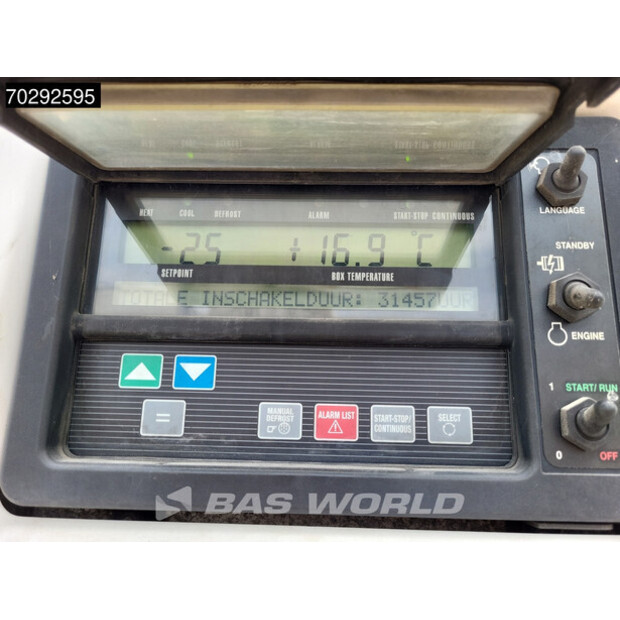 70292595
HEAT COOL DEFROST ALARM START-STOP CONTINUOUS
-25 +16.9 °C
SETPOINT BOX TEMPERATURE
TOTALE INSCHAKELDUUR: 31457UUR
LANGUAGE
STANDBY
ENGINE
1 START/RUN
0 OFF
=
MANUAL DEFROST
ALARM LIST
START-STOP/ CONTINUOUS
SELECT
BAS WORLD